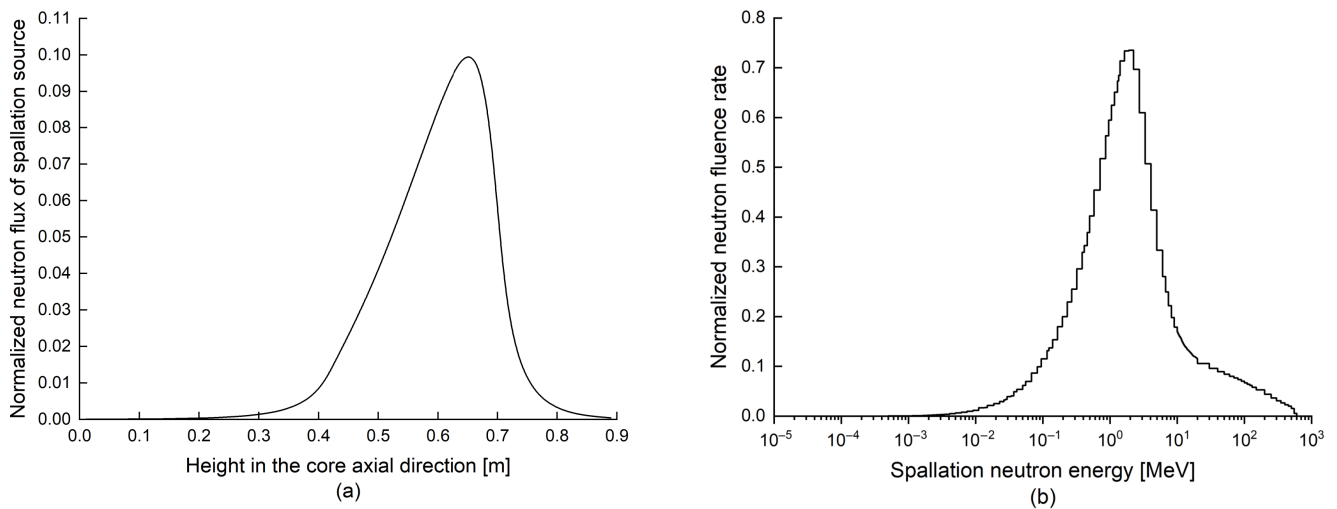 Normalized neutron flux of spallation source
0.11
0.10
0.09
0.08
0.07
0.06
0.05
0.04
0.03
0.02
0.01
0.00
0.0 0.1 0.2 0.3 0.4 0.5 0.6 0.7 0.8 0.9
Height in the core axial direction [m]
(a)
Normalized neutron fluence rate
0.8
0.7
0.6
0.5
0.4
0.3
0.2
0.1
0.0
10⁻⁵ 10⁻⁴ 10⁻³ 10⁻² 10⁻¹ 10⁰ 10¹ 10² 10³
Spallation neutron energy [MeV]
(b)